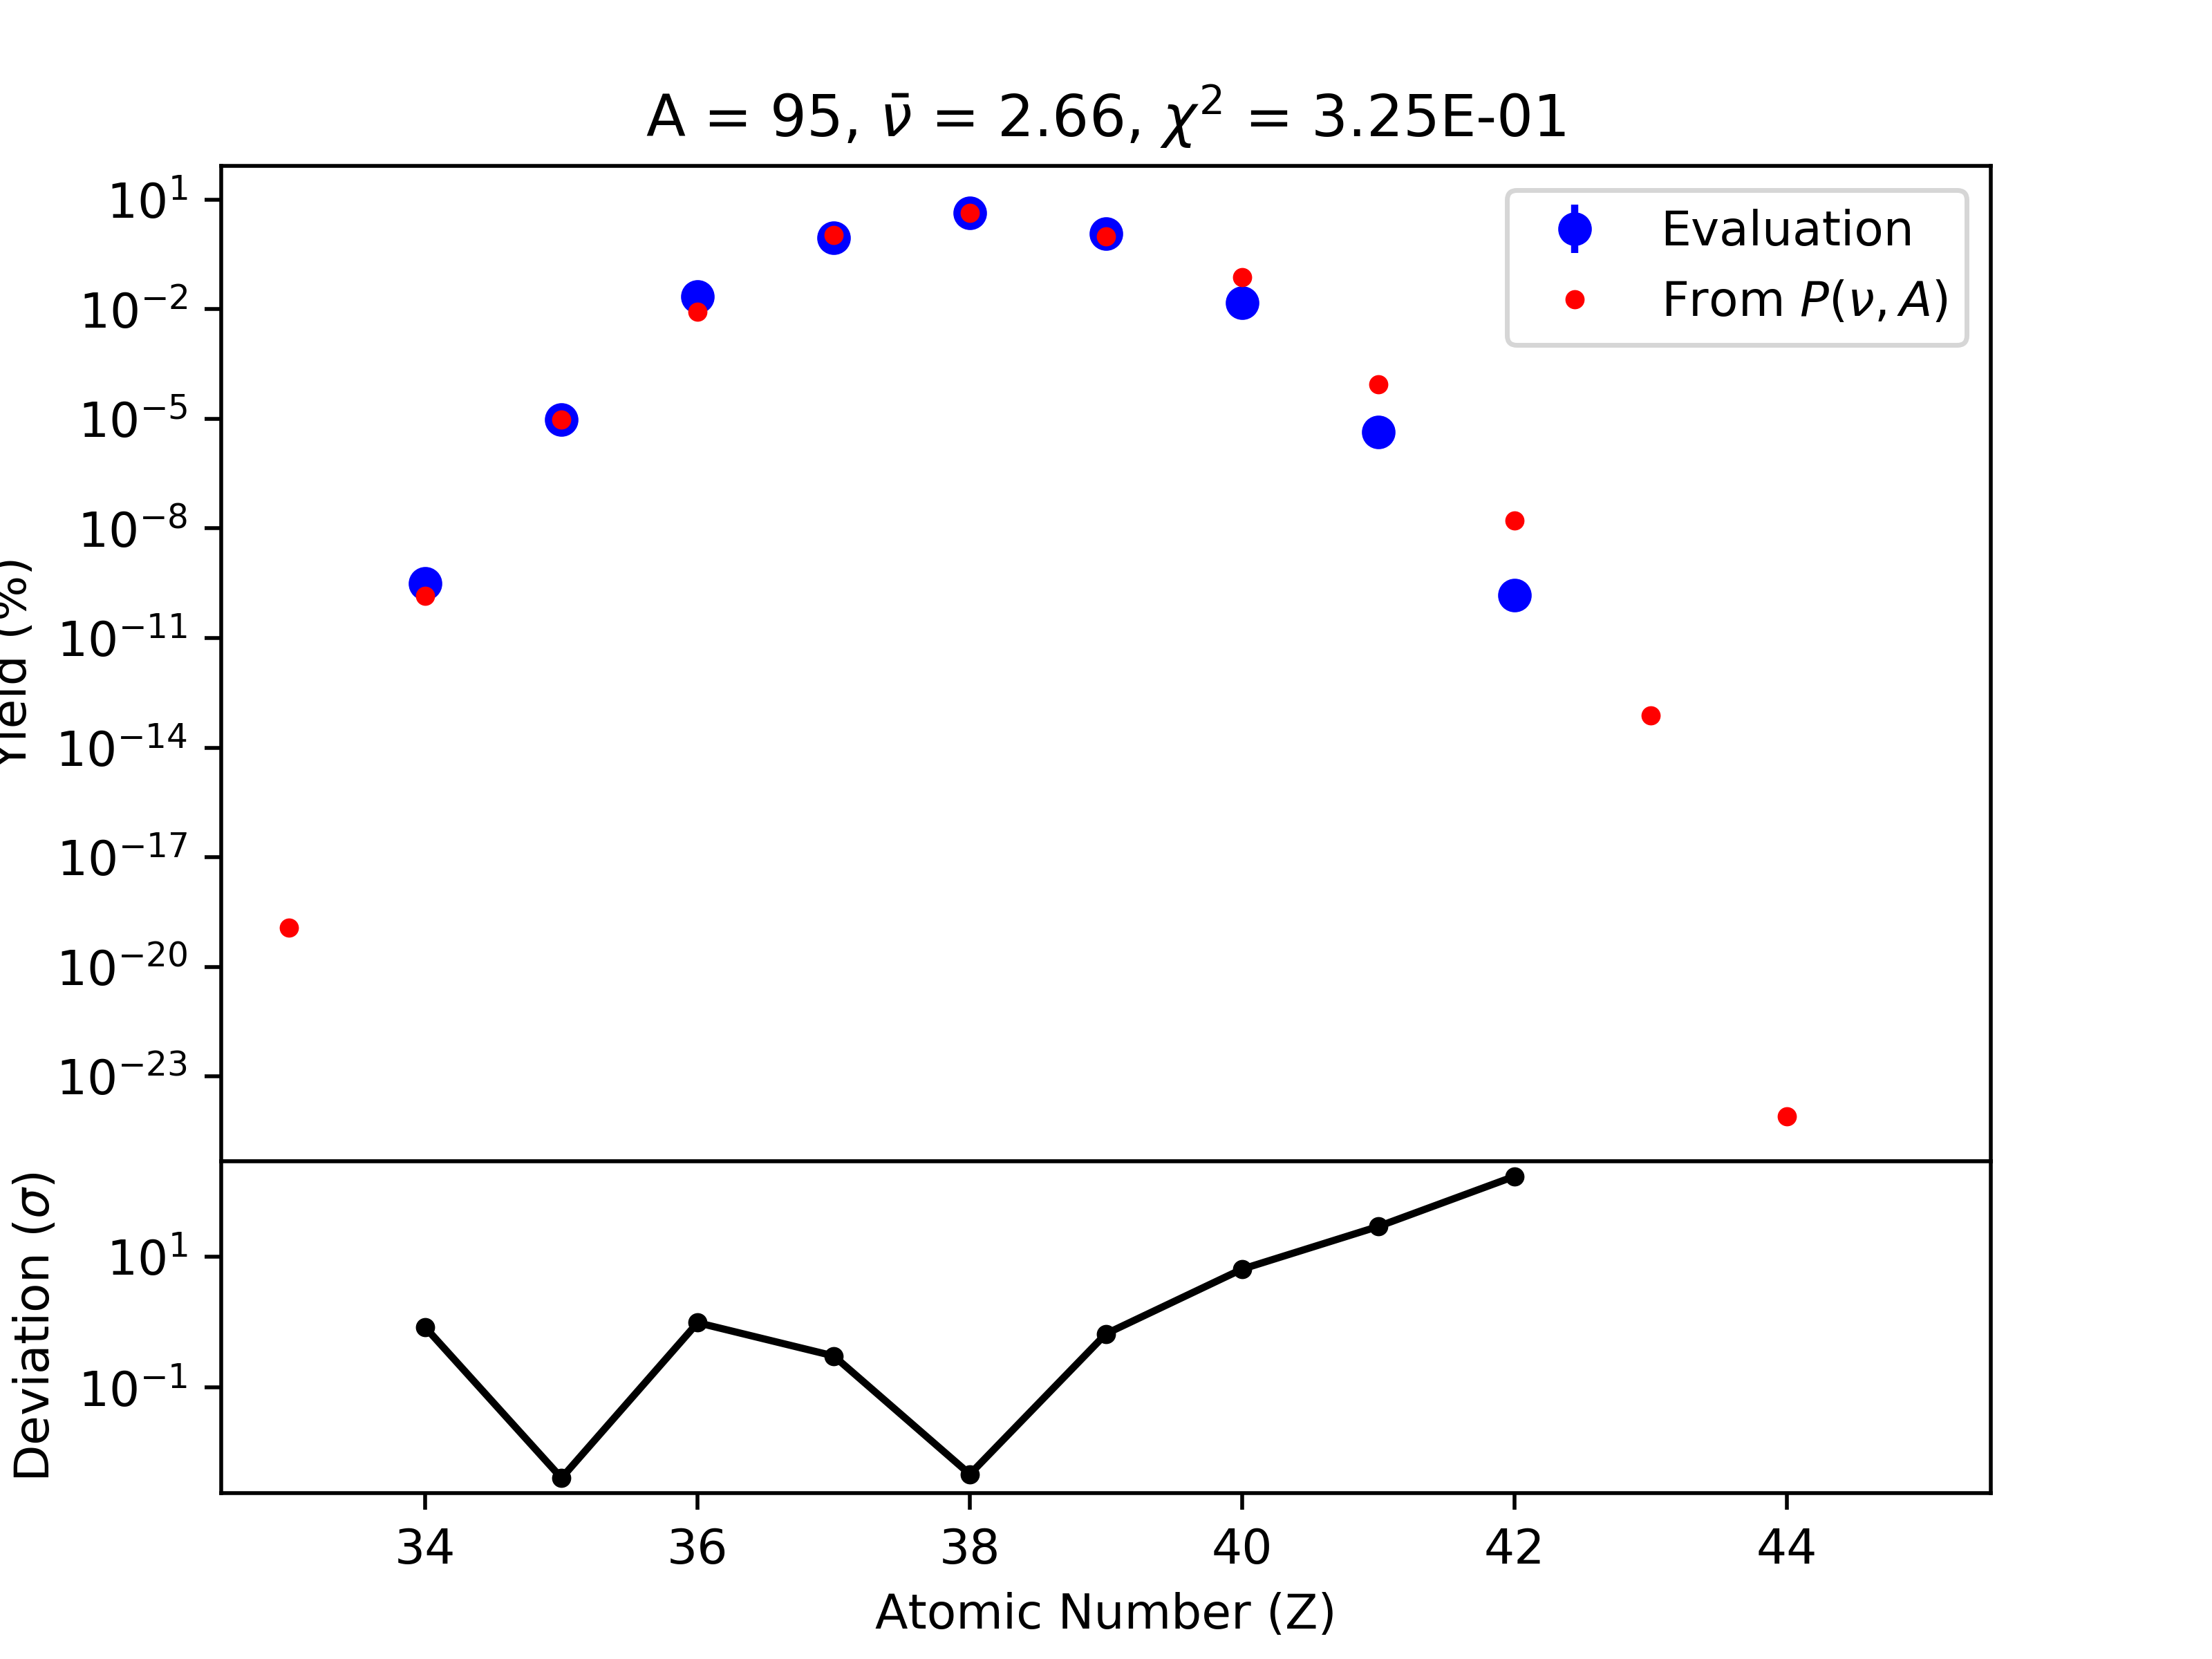 A = 95, ν̄ = 2.66, χ² = 3.25E-01
10¹
10⁻²
10⁻⁵
10⁻⁸
10⁻¹¹
10⁻¹⁴
10⁻¹⁷
10⁻²⁰
10⁻²³
Yield (%)
Evaluation
From P(ν, A)
10¹
10⁻¹
Deviation (σ)
34 36 38 40 42 44
Atomic Number (Z)